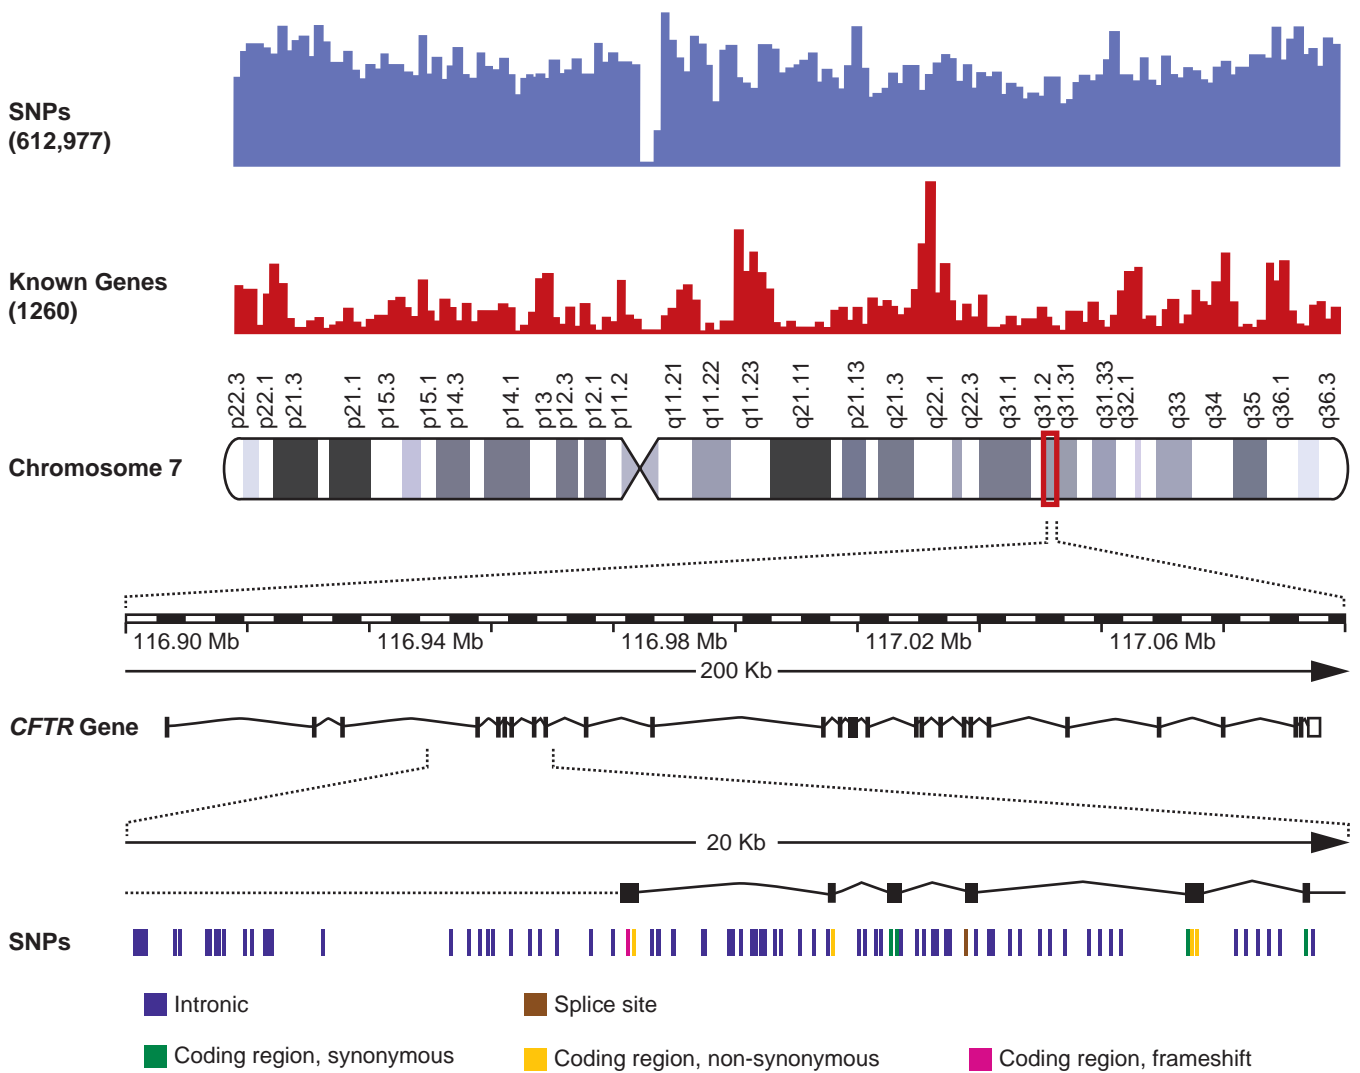 SNPs
(612,977)
Known Genes
(1260)
p22.3
p22.1
p21.3
p21.1
p15.3
p15.1
p14.3
p14.1
p13
p12.3
p12.1
p11.2
q11.21
q11.22
q11.23
q21.11
p21.13
q21.3
q22.1
q22.3
q31.1
q31.2
q31.31
q31.33
q32.1
q33
q34
q35
q36.1
q36.3
Chromosome 7
116.90 Mb
116.94 Mb
116.98 Mb
117.02 Mb
117.06 Mb
200 Kb
CFTR Gene
20 Kb
SNPs
Intronic
Splice site
Coding region, synonymous
Coding region, non-synonymous
Coding region, frameshift